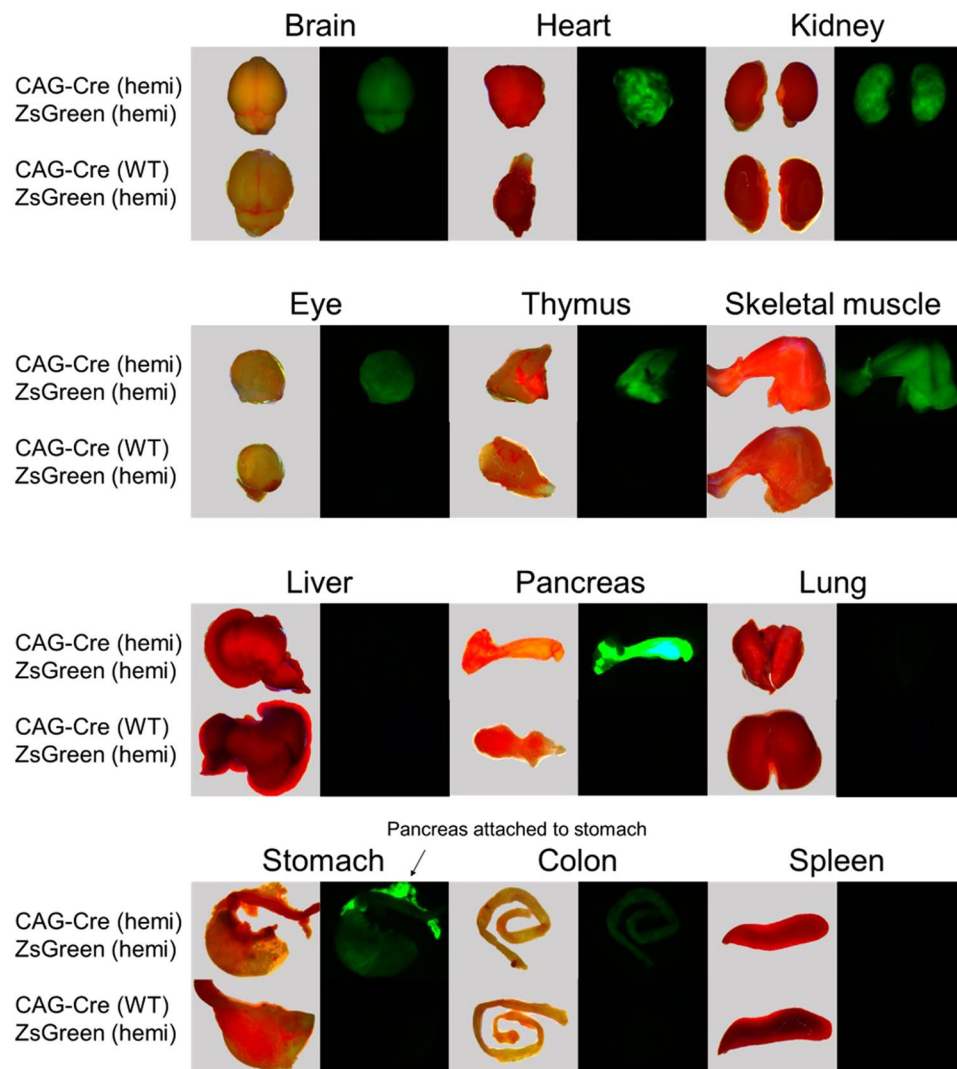 Brain Heart Kidney
CAG-Cre (hemi)
ZsGreen (hemi)
CAG-Cre (WT)
ZsGreen (hemi)
Eye Thymus Skeletal muscle
CAG-Cre (hemi)
ZsGreen (hemi)
CAG-Cre (WT)
ZsGreen (hemi)
Liver Pancreas Lung
CAG-Cre (hemi)
ZsGreen (hemi)
CAG-Cre (WT)
ZsGreen (hemi)
Pancreas attached to stomach
Stomach Colon Spleen
CAG-Cre (hemi)
ZsGreen (hemi)
CAG-Cre (WT)
ZsGreen (hemi)